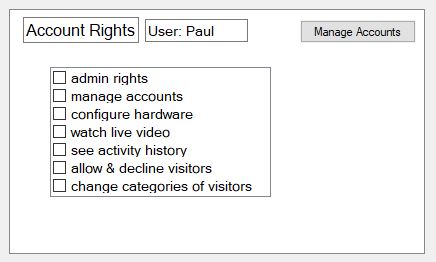 Account Rights
User: Paul
Manage Accounts
admin rights
manage accounts
configure hardware
watch live video
see activity history
allow & decline visitors
change categories of visitors